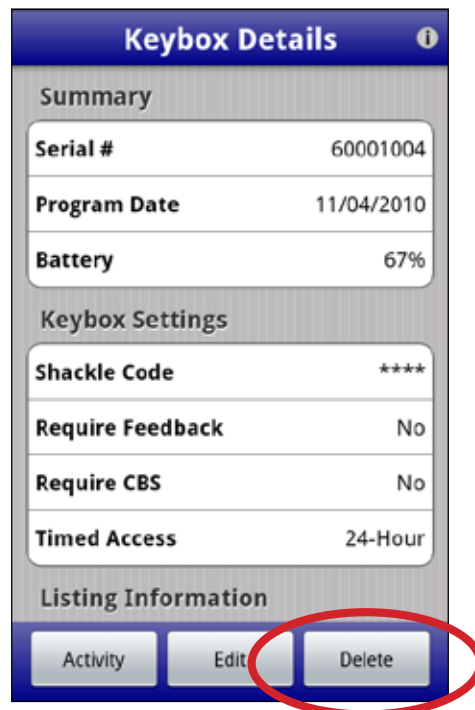 Keybox Details i
Summary
Serial # 60001004
Program Date 11/04/2010
Battery 67%
Keybox Settings
Shackle Code ****
Require Feedback No
Require CBS No
Timed Access 24-Hour
Listing Information
Activity Edit Delete